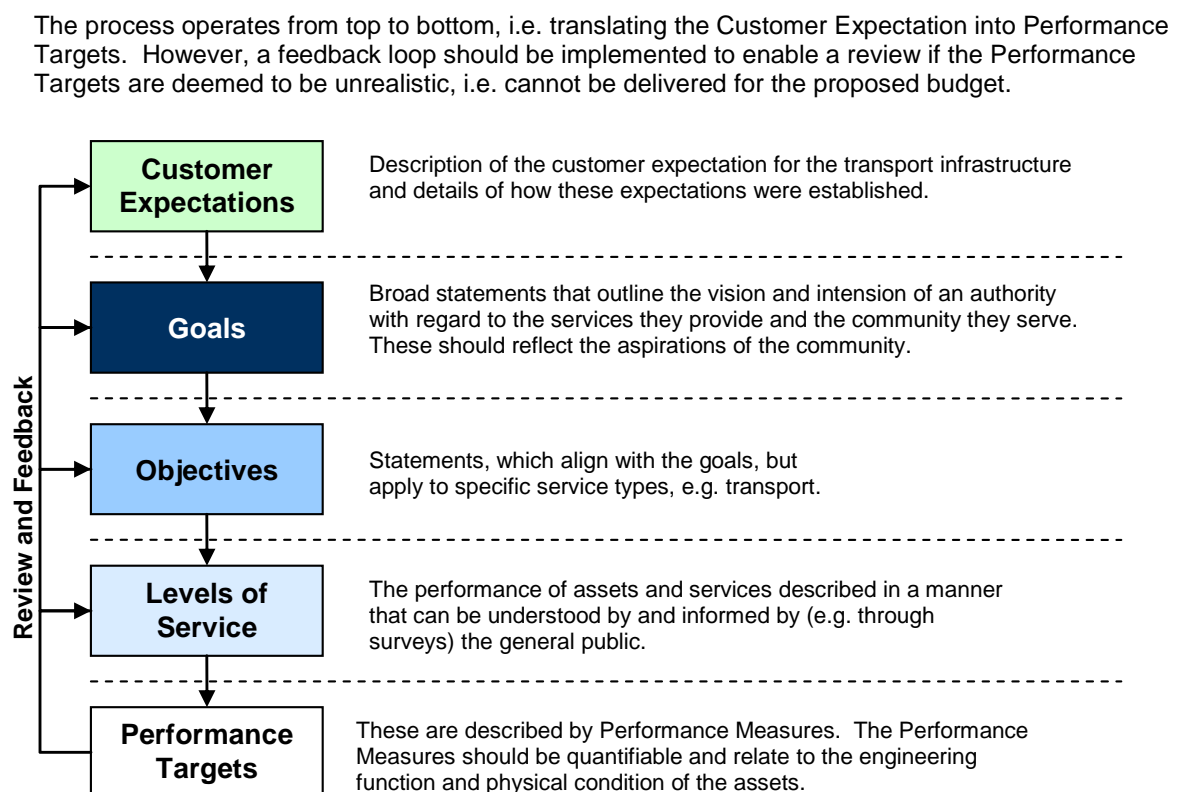 The process operates from top to bottom, i.e. translating the Customer Expectation into Performance
Targets.  However, a feedback loop should be implemented to enable a review if the Performance
Targets are deemed to be unrealistic, i.e. cannot be delivered for the proposed budget.
Customer
Expectations
Description of the customer expectation for the transport infrastructure
and details of how these expectations were established.
Goals
Broad statements that outline the vision and intension of an authority
with regard to the services they provide and the community they serve.
These should reflect the aspirations of the community.
Review and Feedback
Objectives
Statements, which align with the goals, but
apply to specific service types, e.g. transport.
Levels of
Service
The performance of assets and services described in a manner
that can be understood by and informed by (e.g. through
surveys) the general public.
Performance
Targets
These are described by Performance Measures.  The Performance
Measures should be quantifiable and relate to the engineering
function and physical condition of the assets.